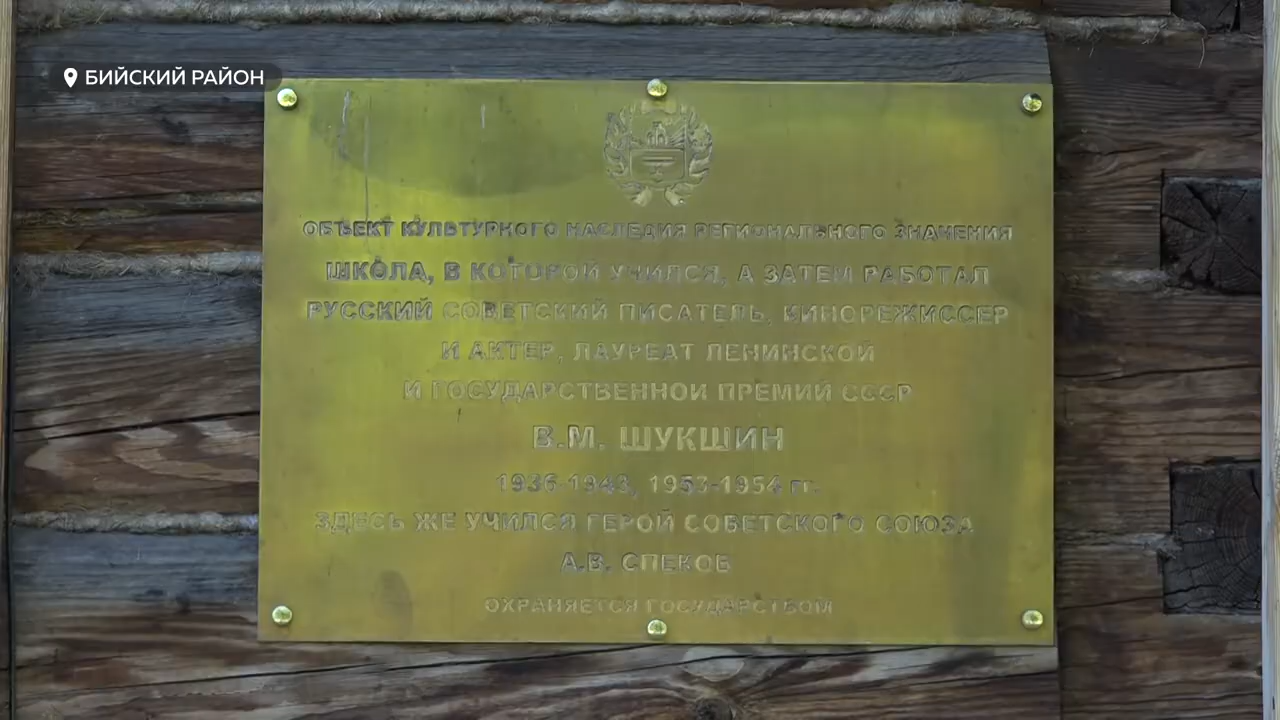 БИЙСКИЙ РАЙОН
ОБЪЕКТ КУЛЬТУРНОГО НАСЛЕДИЯ РЕГИОНАЛЬНОГО ЗНАЧЕНИЯ
ШКОЛА, В КОТОРОЙ УЧИЛСЯ, А ЗАТЕМ РАБОТАЛ
РУССКИЙ СОВЕТСКИЙ ПИСАТЕЛЬ, КИНОРЕЖИССЕР
И АКТЕР, ЛАУРЕАТ ЛЕНИНСКОЙ
И ГОСУДАРСТВЕННОЙ ПРЕМИЙ СССР
В.М. ШУКШИН
1936-1943, 1953-1954 гг.
ЗДЕСЬ ЖЕ УЧИЛСЯ ГЕРОЙ СОВЕТСКОГО СОЮЗА
А.В. СПЕКОВ
ОХРАНЯЕТСЯ ГОСУДАРСТВОМ